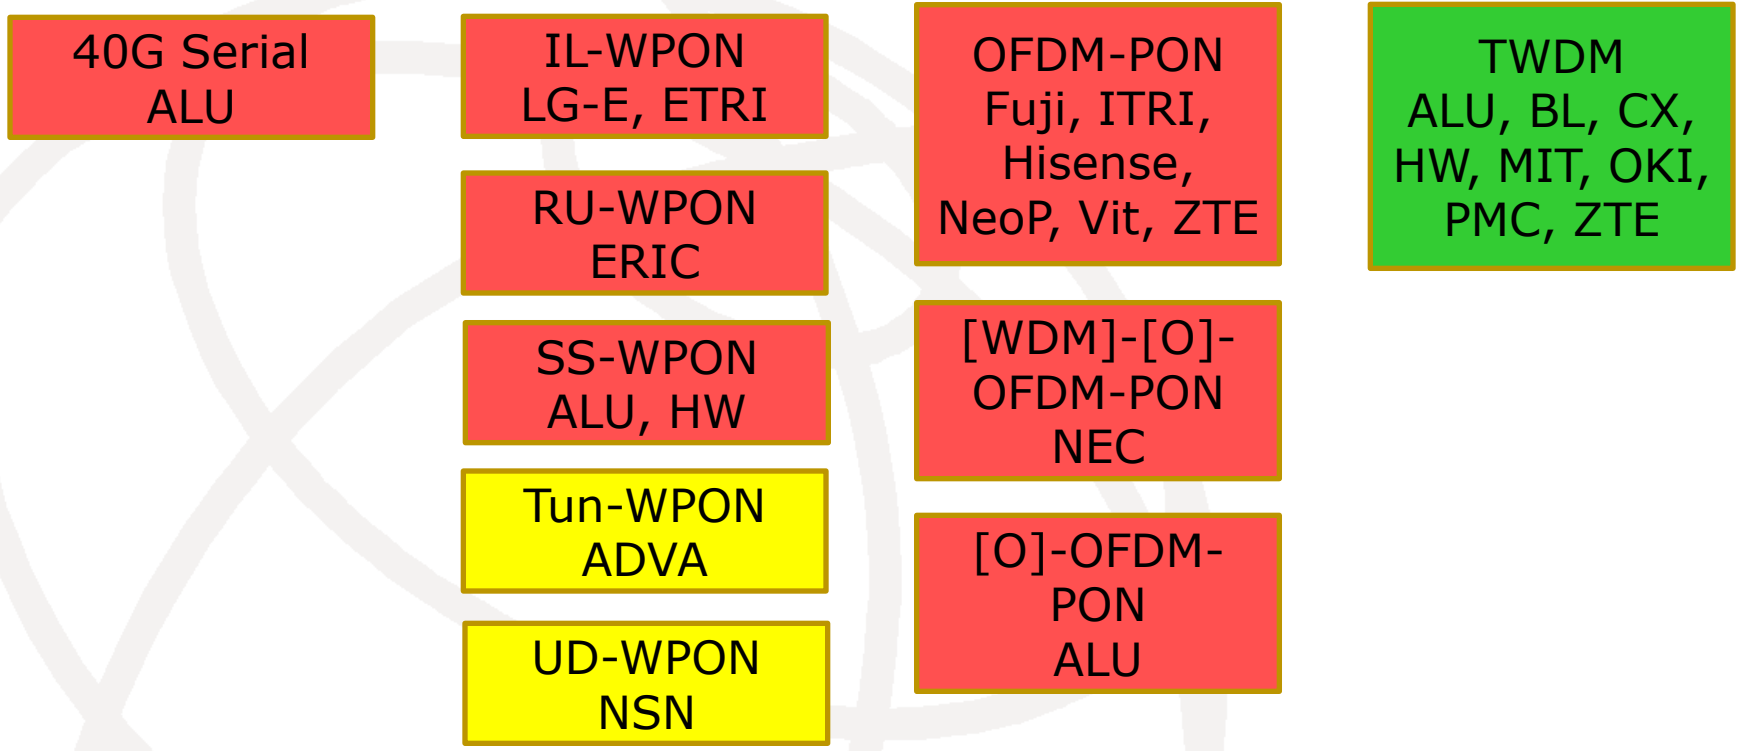 40G Serial
ALU
IL-WPON
LG-E, ETRI
RU-WPON
ERIC
SS-WPON
ALU, HW
Tun-WPON
ADVA
UD-WPON
NSN
OFDM-PON
Fuji, ITRI,
Hisense,
NeoP, Vit, ZTE
[WDM]-[O]-
OFDM-PON
NEC
[O]-OFDM-
PON
ALU
TWDM
ALU, BL, CX,
HW, MIT, OKI,
PMC, ZTE